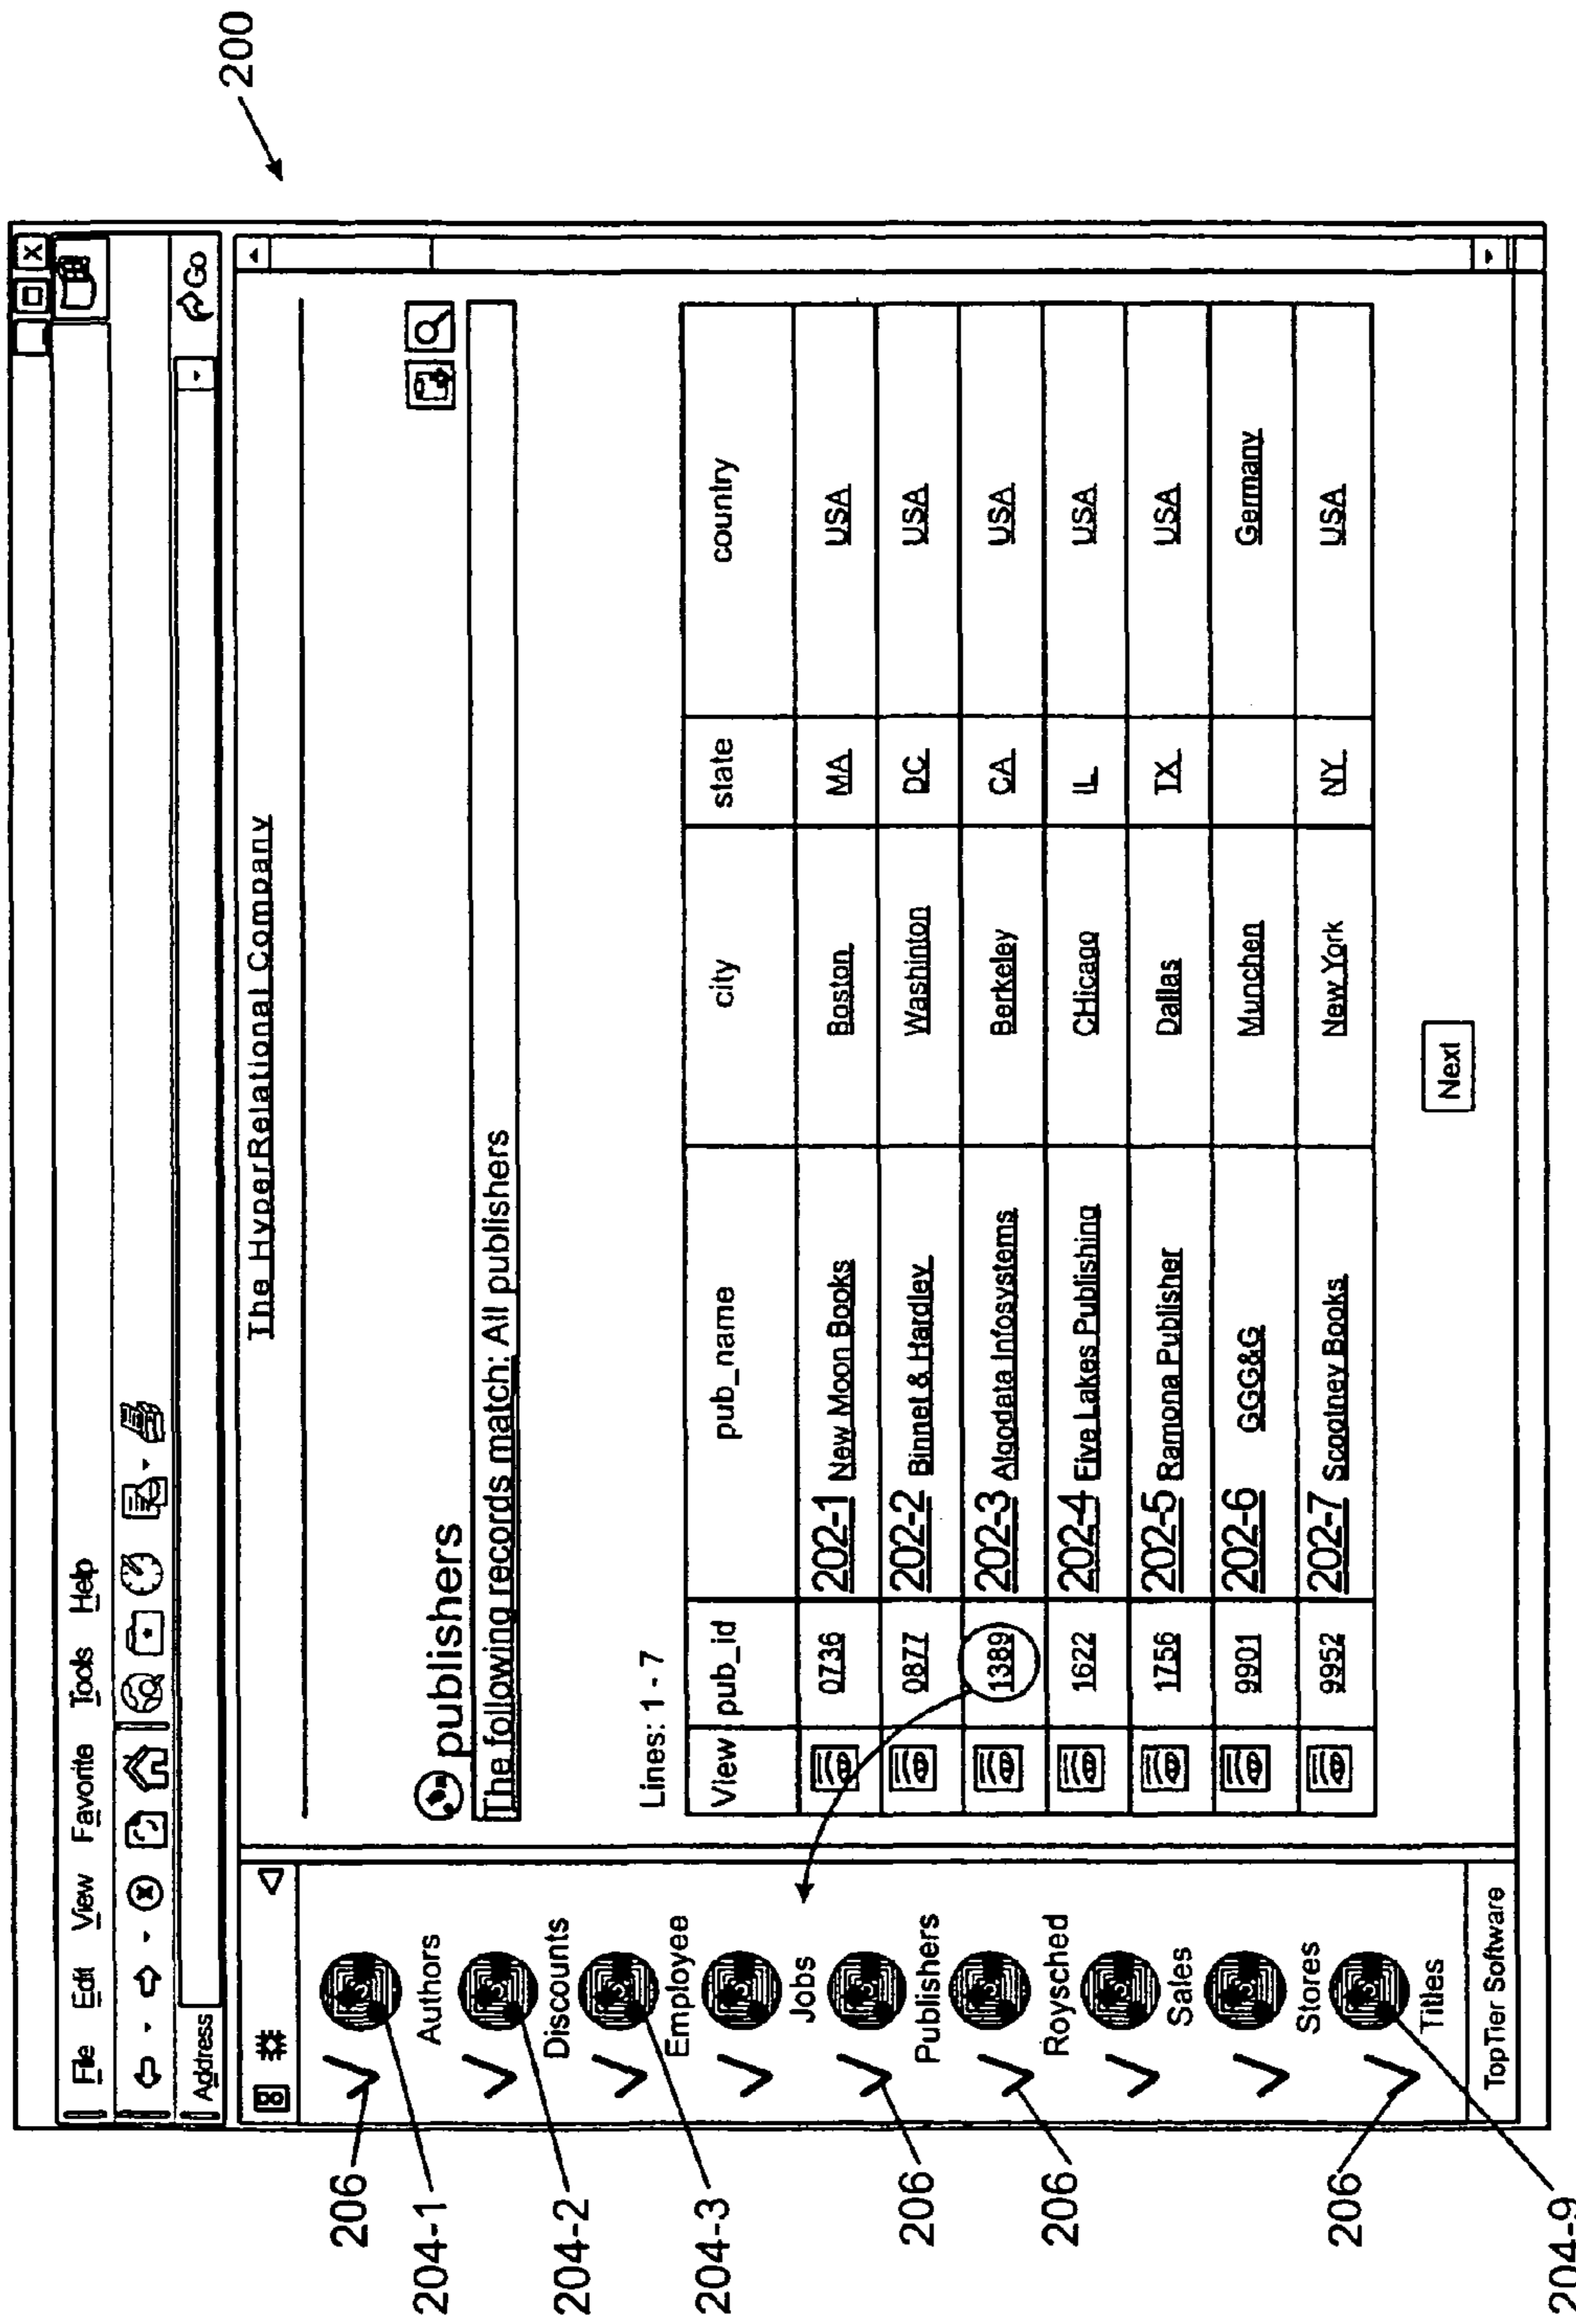 200
File Edit View Favorite Tools Help
Address
Go
The HyperRelational Company
publishers
The following records match: All publishers
Lines: 1 - 7
View pub_id pub_name city state country
0736 202-1 New Moon Books Boston MA USA
0877 202-2 Binnet & Hardley Washinton DC USA
1389 202-3 Algodata Infosystems Berkeley CA USA
1622 202-4 Five Lakes Publishing CHicago IL USA
1756 202-5 Ramona Publisher Dallas TX USA
9901 202-6 GGG&G Munchen Germany
9952 202-7 Scootney Books New York NY USA
Next
Authors
Discounts
Employee
Jobs
Publishers
Roysched
Sales
Stores
Titles
TopTier Software
206
204-1
204-2
204-3
206
206
206
204-9